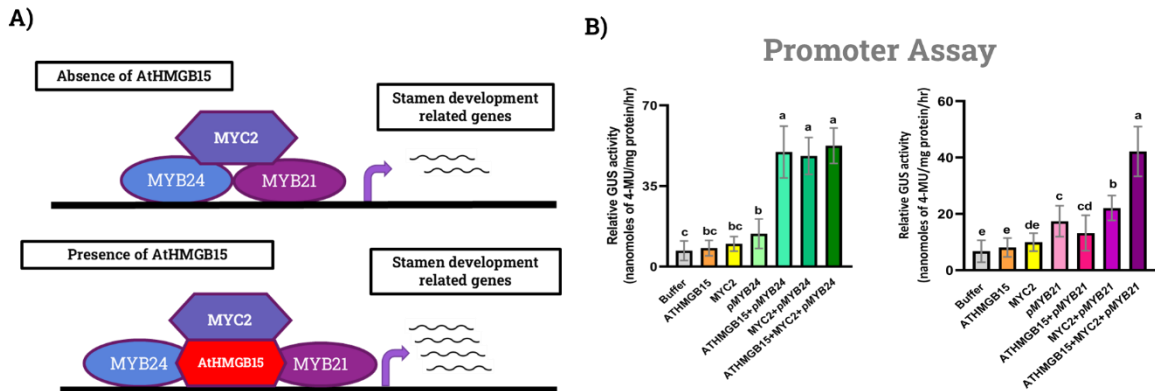 A)
Absence of AtHMGB15
Stamen development
related genes
MYC2
MYB24
MYB21
Presence of AtHMGB15
Stamen development
related genes
MYC2
MYB24
AtHMGB15
MYB21
B)
Promoter Assay
Relative GUS activity
(nanomoles of 4-MU/mg protein/hr)
70
35
0
c
bc
bc
b
a
a
a
Buffer
ATHMGB15
MYC2
pMYB24
ATHMGB15+pMYB24
MYC2+pMYB24
ATHMGB15+MYC2+pMYB24
Relative GUS activity
(nanomoles of 4-MU/mg protein/hr)
60
40
20
0
e
e
de
c
cd
b
a
Buffer
ATHMGB15
MYC2
pMYB21
ATHMGB15+pMYB21
MYC2+pMYB21
ATHMGB15+MYC2+pMYB21